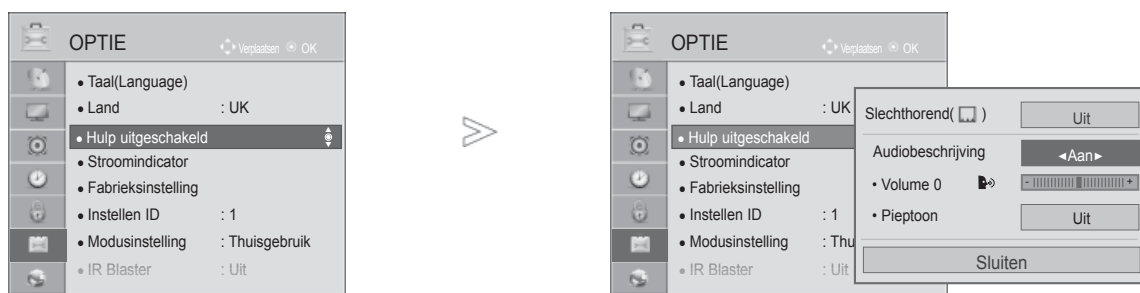 OPTIE
Verplaatsen OK
• Taal(Language)
• Land : UK
• Hulp uitgeschakeld
• Stroomindicator
• Fabrieksinstelling
• Instellen ID : 1
• Modusinstelling : Thuisgebruik
• IR Blaster : Uit
OPTIE
Verplaatsen OK
• Taal(Language)
• Land : UK
• Hulp uitgeschakeld
• Stroomindicator
• Fabrieksinstelling
• Instellen ID : 1
• Modusinstelling : Thu
• IR Blaster : Uit
Slechthorend( ) Uit
Audiobeschrijving ◄Aan►
• Volume 0 - +
• Pieptoon Uit
Sluiten